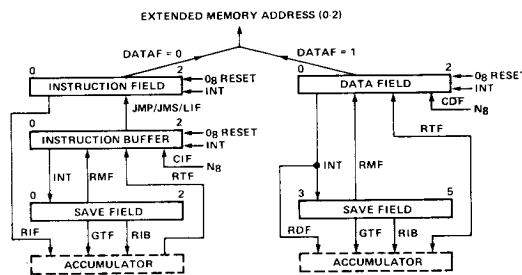 EXTENDED MEMORY ADDRESS (0-2)
DATAF = 0 DATAF = 1
0 2 0 2
INSTRUCTION FIELD 0₈ RESET DATA FIELD 0₈ RESET
INT INT
JMP/JMS/LIF CDF
0 2 N₈
INSTRUCTION BUFFER 0₈ RESET RTF
INT
CIF
INT RMF RTF N₈ INT RMF
0 2 3 5
SAVE FIELD SAVE FIELD
RIF GTF RIB RDF GTF RIB
ACCUMULATOR ACCUMULATOR